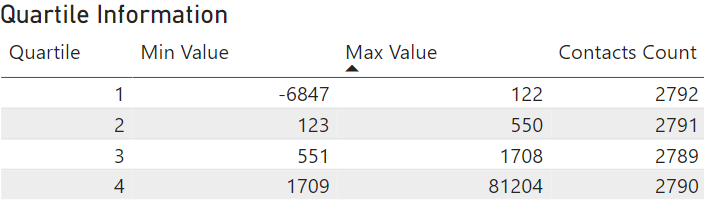 Quartile Information
Quartile Min Value Max Value Contacts Count
1 -6847 122 2792
2 123 550 2791
3 551 1708 2789
4 1709 81204 2790